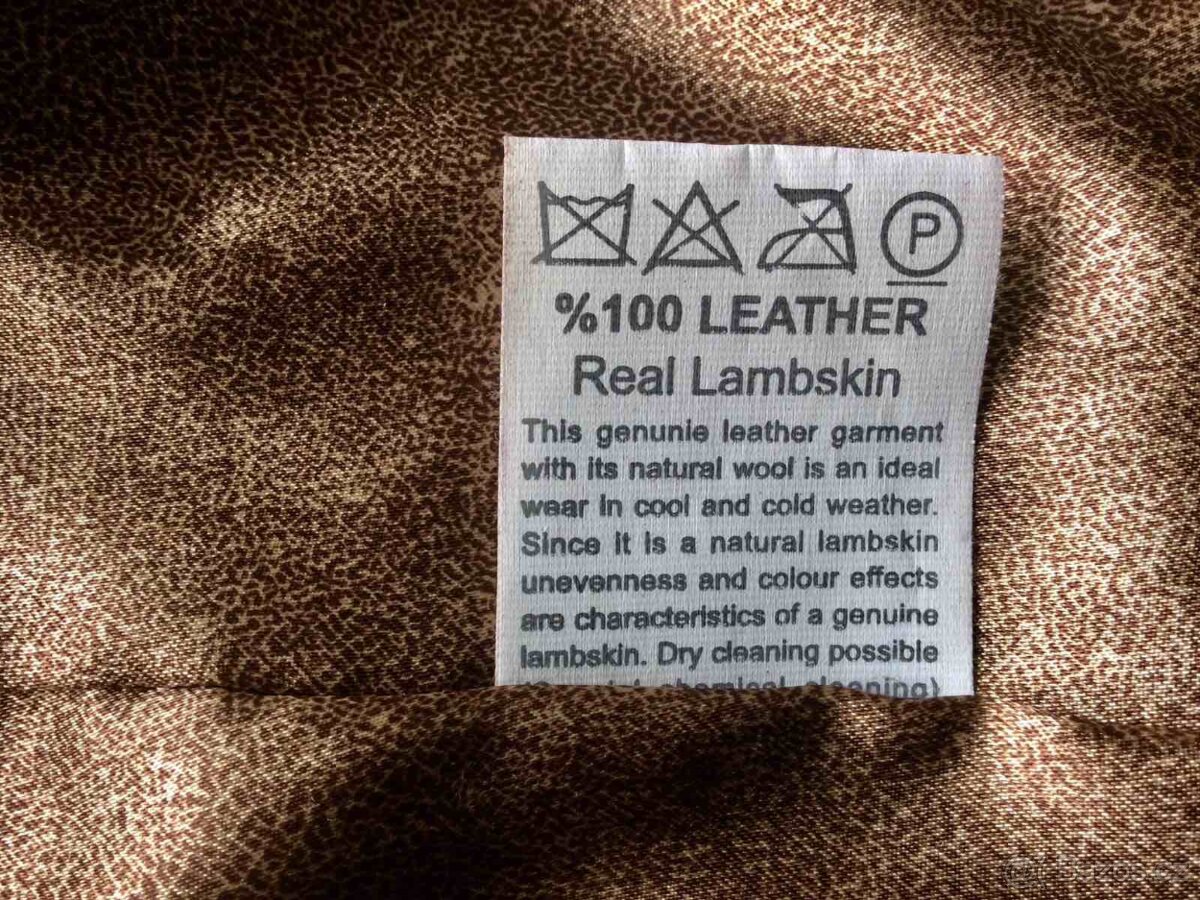 P
%100 LEATHER
Real Lambskin
This genunie leather garment
with its natural wool is an ideal
wear in cool and cold weather.
Since it is a natural lambskin
unevenness and colour effects
are characteristics of a genuine
lambskin. Dry cleaning possible
chemical cleaning)